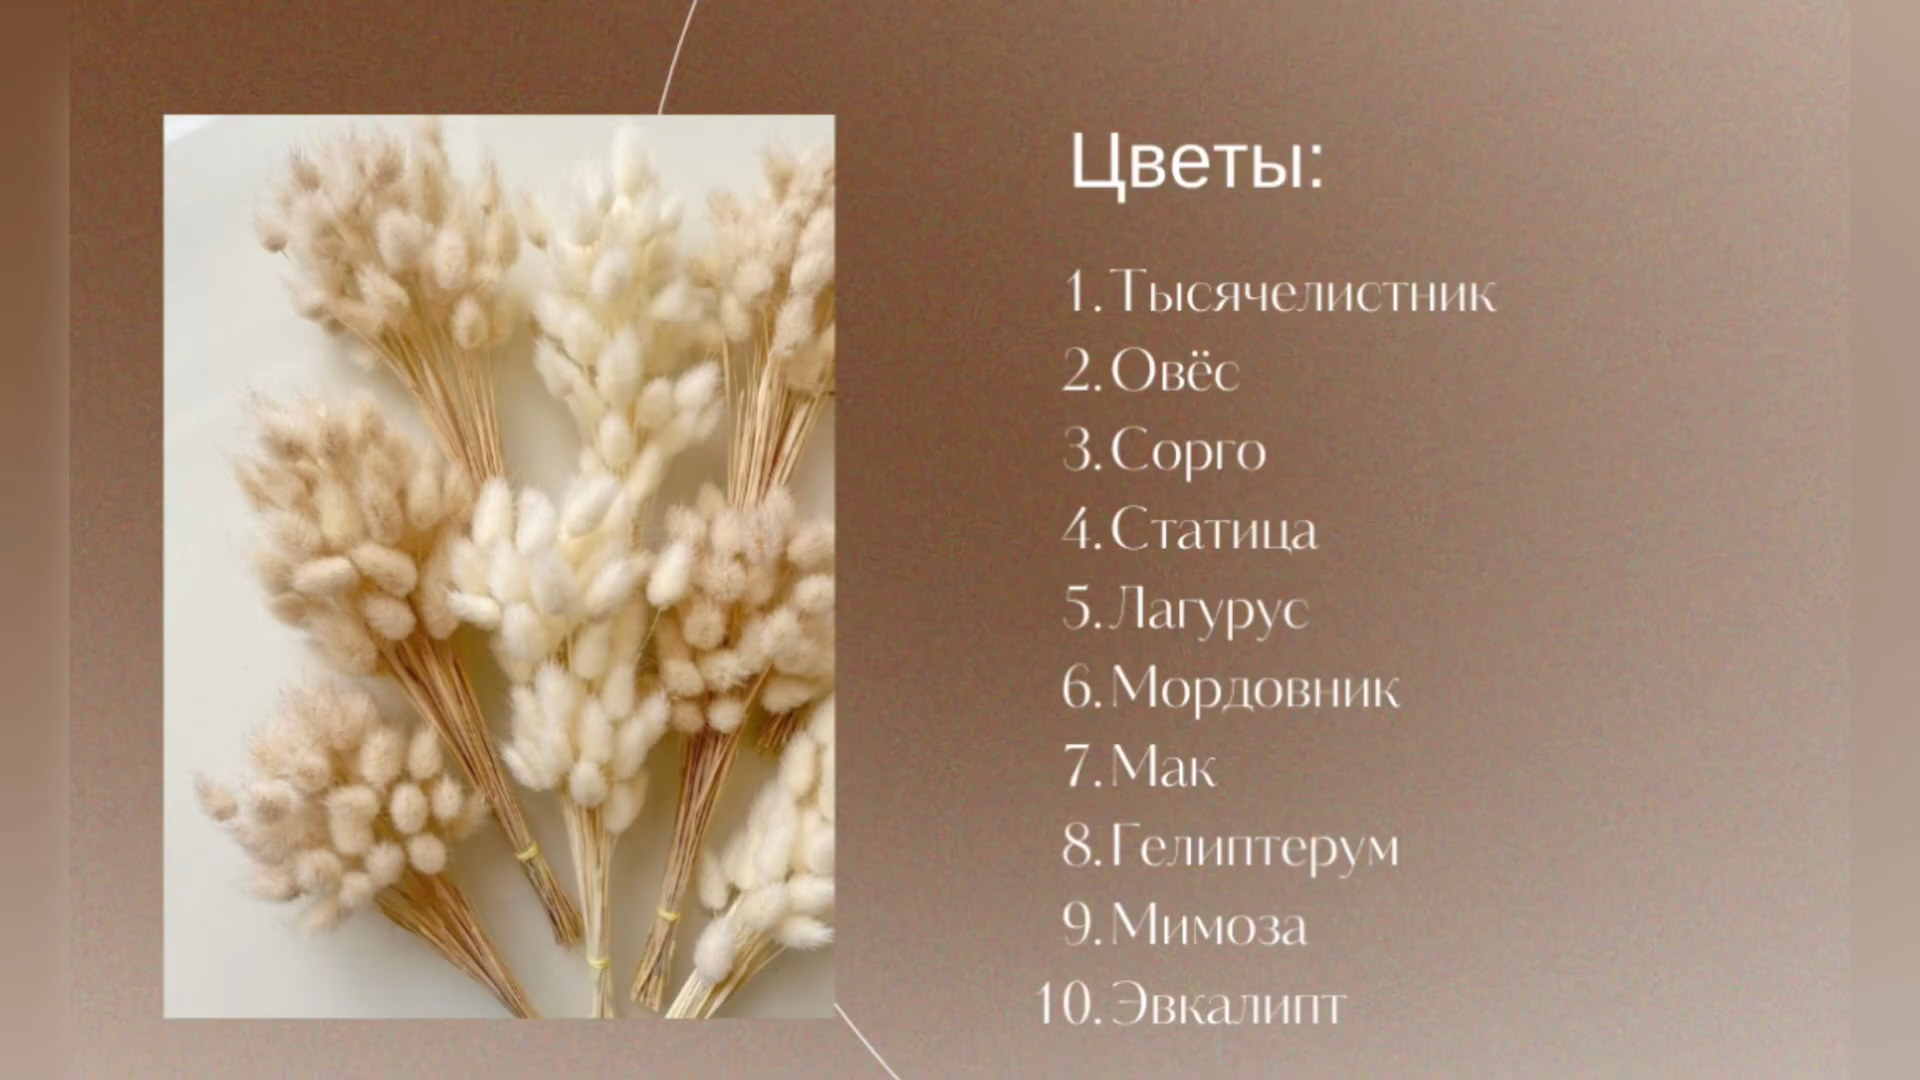 Цветы:
1. Тысячелистник
2. Овёс
3. Сорго
4. Статица
5. Лагурус
6. Мордовник
7. Мак
8. Гелиптерум
9. Мимоза
10. Эвкалипт